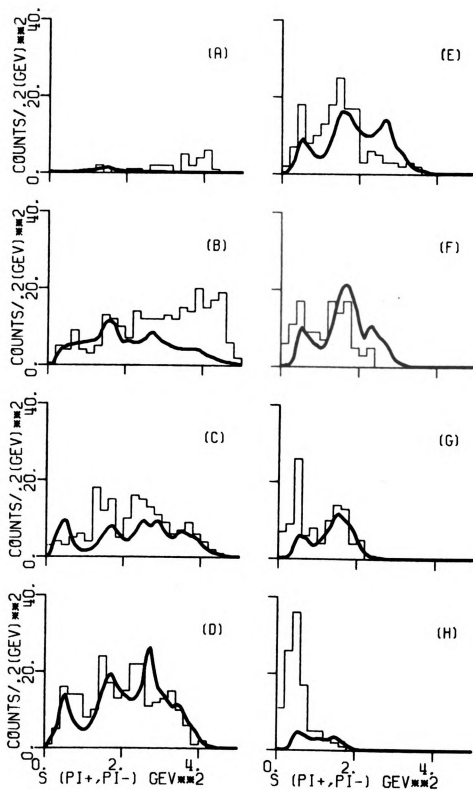 40.
20.
0.
COUNTS/.2(GEV)**2
(A)
(E)
40.
20.
0.
COUNTS/.2(GEV)**2
(B)
(F)
40.
20.
0.
COUNTS/.2(GEV)**2
(C)
(G)
40.
20.
0.
COUNTS/.2(GEV)**2
(D)
(H)
0. 2. 4. 0. 2. 4.
S (PI+,PI-) GEV**2 S (PI+,PI-) GEV**2